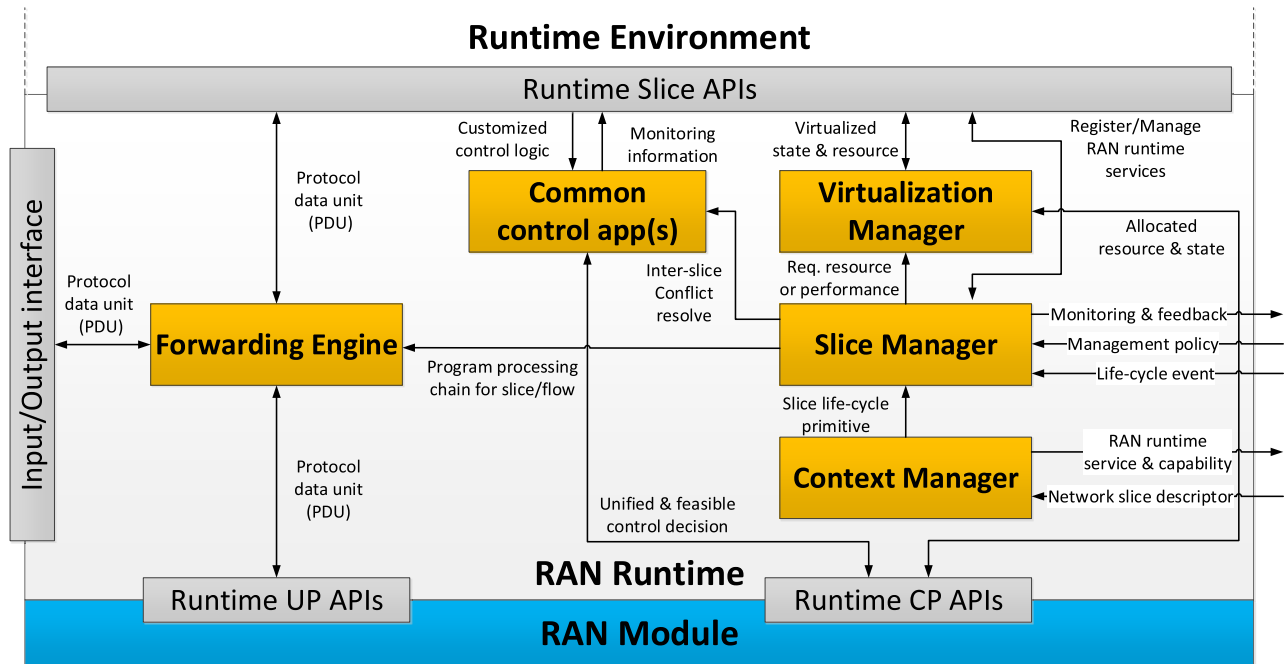 Runtime Environment
Runtime Slice APIs
Customized
control logic
Monitoring
information
Virtualized
state & resource
Register/Manage
RAN runtime
services
Protocol
data unit
(PDU)
Common
control app(s)
Virtualization
Manager
Allocated
resource & state
Input/Output interface
Protocol
data unit
(PDU)
Inter-slice
Conflict
resolve
Req. resource
or performance
Forwarding Engine
Slice Manager
Monitoring & feedback
Management policy
Life-cycle event
Program processing
chain for slice/flow
Slice life-cycle
primitive
Protocol
data unit
(PDU)
Context Manager
RAN runtime
service & capability
Network slice descriptor
Unified & feasible
control decision
RAN Runtime
Runtime UP APIs
Runtime CP APIs
RAN Module